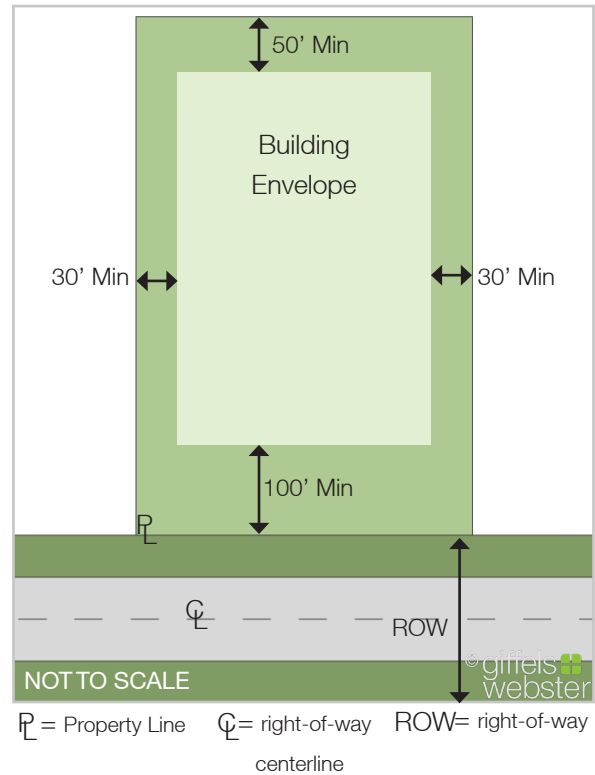 50’ Min
Building
Envelope
30’ Min
30’ Min
100’ Min
PL
CL
ROW
© giffels
webster
NOT TO SCALE
PL = Property Line CL= right-of-way ROW= right-of-way
centerline